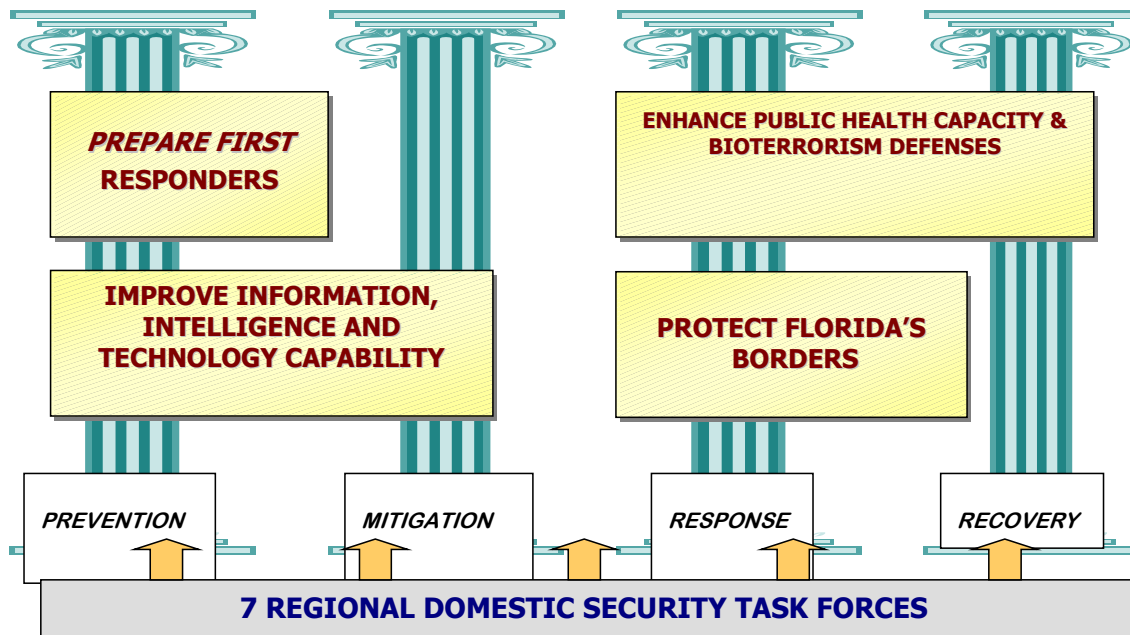 PREPARE FIRST
RESPONDERS
ENHANCE PUBLIC HEALTH CAPACITY &
BIOTERRORISM DEFENSES
IMPROVE INFORMATION,
INTELLIGENCE AND
TECHNOLOGY CAPABILITY
PROTECT FLORIDA’S
BORDERS
PREVENTION
MITIGATION
RESPONSE
RECOVERY
7 REGIONAL DOMESTIC SECURITY TASK FORCES